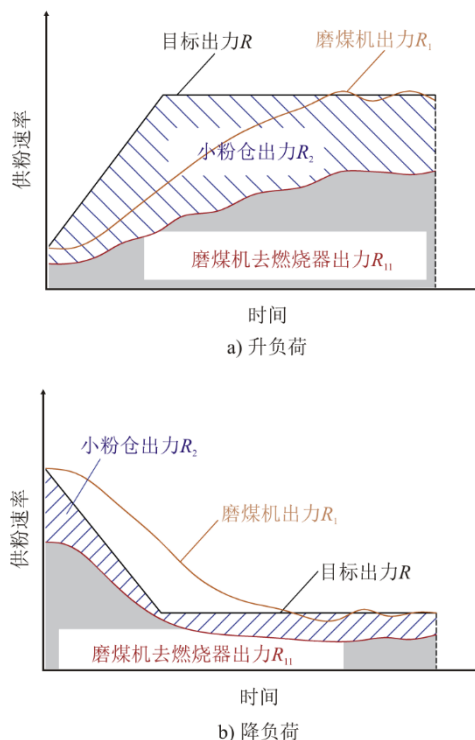 目标出力R
磨煤机出力R₁
供粉速率
小粉仓出力R₂
磨煤机去燃烧器出力R₁₁
时间
a) 升负荷
小粉仓出力R₂
磨煤机出力R₁
供粉速率
目标出力R
磨煤机去燃烧器出力R₁₁
时间
b) 降负荷